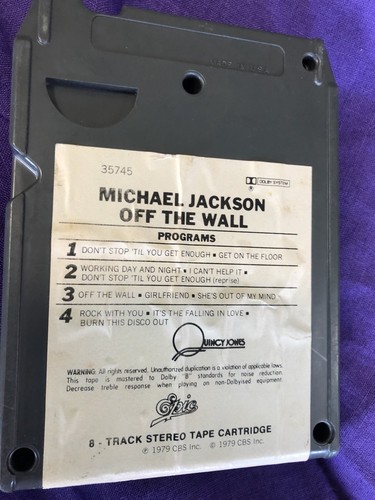 35745
DOLBY SYSTEM
MICHAEL JACKSON
OFF THE WALL
PROGRAMS
1 DON'T STOP 'TIL YOU GET ENOUGH ▪ GET ON THE FLOOR
2 WORKING DAY AND NIGHT ▪ I CAN'T HELP IT ▪
DON'T STOP 'TIL YOU GET ENOUGH (reprise)
3 OFF THE WALL ▪ GIRLFRIEND ▪ SHE'S OUT OF MY MIND
4 ROCK WITH YOU ▪ IT'S THE FALLING IN LOVE ▪
BURN THIS DISCO OUT
QUINCY JONES
WARNING: All rights reserved. Unauthorized duplication is a violation of applicable laws.
This tape is mastered to Dolby "B" standards for noise reduction.
Decrease treble response when playing on non-Dolbyised equipment.
Epic
8 - TRACK STEREO TAPE CARTRIDGE
℗ 1979 CBS Inc. © 1979 CBS Inc.